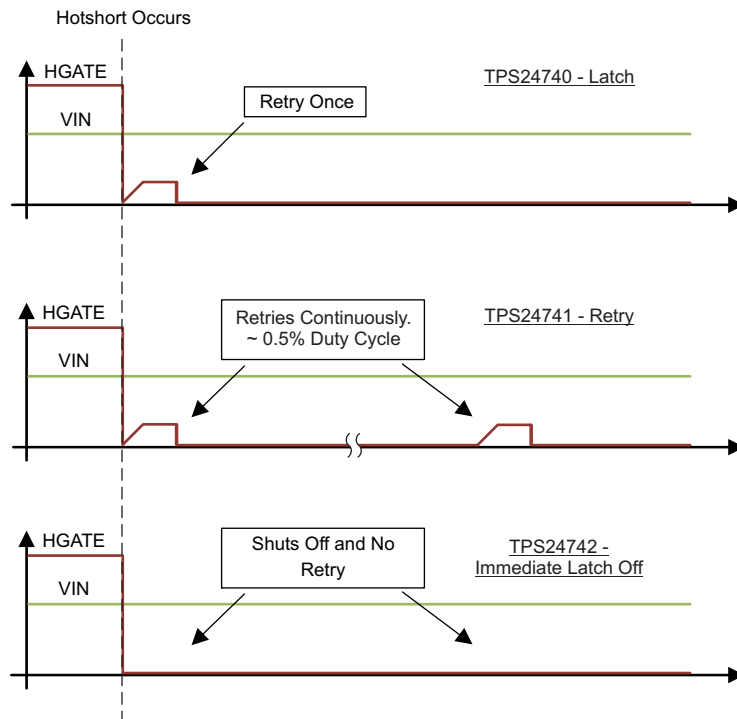 Hotshort Occurs
HGATE
VIN
Retry Once
TPS24740 - Latch
HGATE
VIN
Retries Continuously.
~ 0.5% Duty Cycle
TPS24741 - Retry
HGATE
VIN
Shuts Off and No
Retry
TPS24742 -
Immediate Latch Off